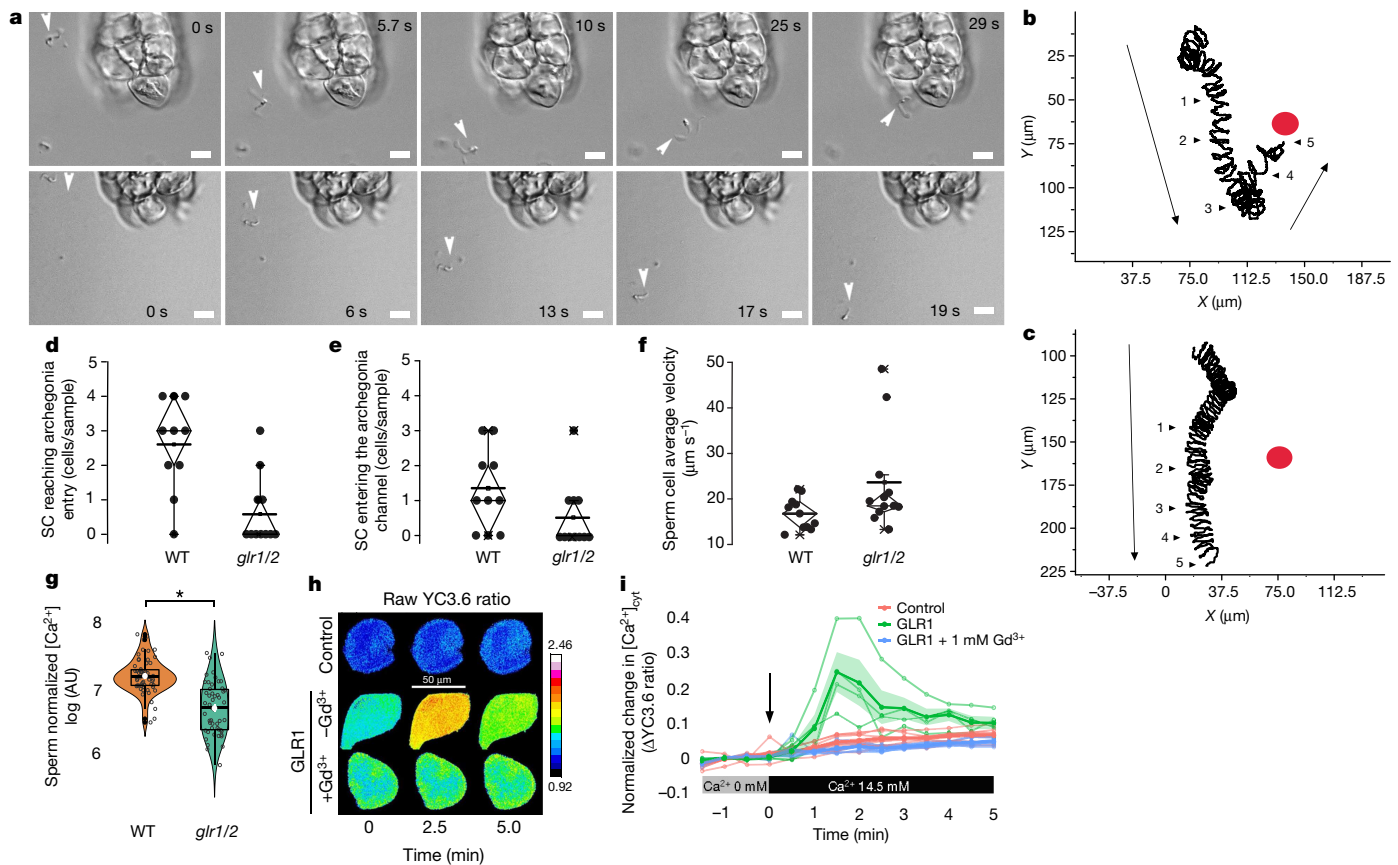 a
0 s
5.7 s
10 s
25 s
29 s
0 s
6 s
13 s
17 s
19 s
b
25
50
75
100
125
Y (μm)
1
2
3
4
5
37.5
75.0
112.5
150.0
187.5
X (μm)
c
100
125
150
175
200
225
Y (μm)
1
2
3
4
5
−37.5
0
37.5
75.0
112.5
X (μm)
d
SC reaching archegonia
entry (cells/sample)
5
4
3
2
1
0
WT
glr1/2
e
SC entering the archegonia
channel (cells/sample)
5
4
3
2
1
0
WT
glr1/2
f
Sperm cell average velocity
(μm s⁻¹)
50
40
30
20
10
WT
glr1/2
g
Sperm normalized [Ca²⁺]
log (AU)
8
7
6
*
WT
glr1/2
h
Raw YC3.6 ratio
Control
GLR1
−Gd³⁺
+Gd³⁺
50 μm
2.46
0.92
0
2.5
5.0
Time (min)
i
Normalized change in [Ca²⁺]cyt
(ΔYC3.6 ratio)
0.4
0.3
0.2
0.1
0
−0.1
Control
GLR1
GLR1 + 1 mM Gd³⁺
Ca²⁺ 0 mM
Ca²⁺ 14.5 mM
−1
0
1
2
3
4
5
Time (min)